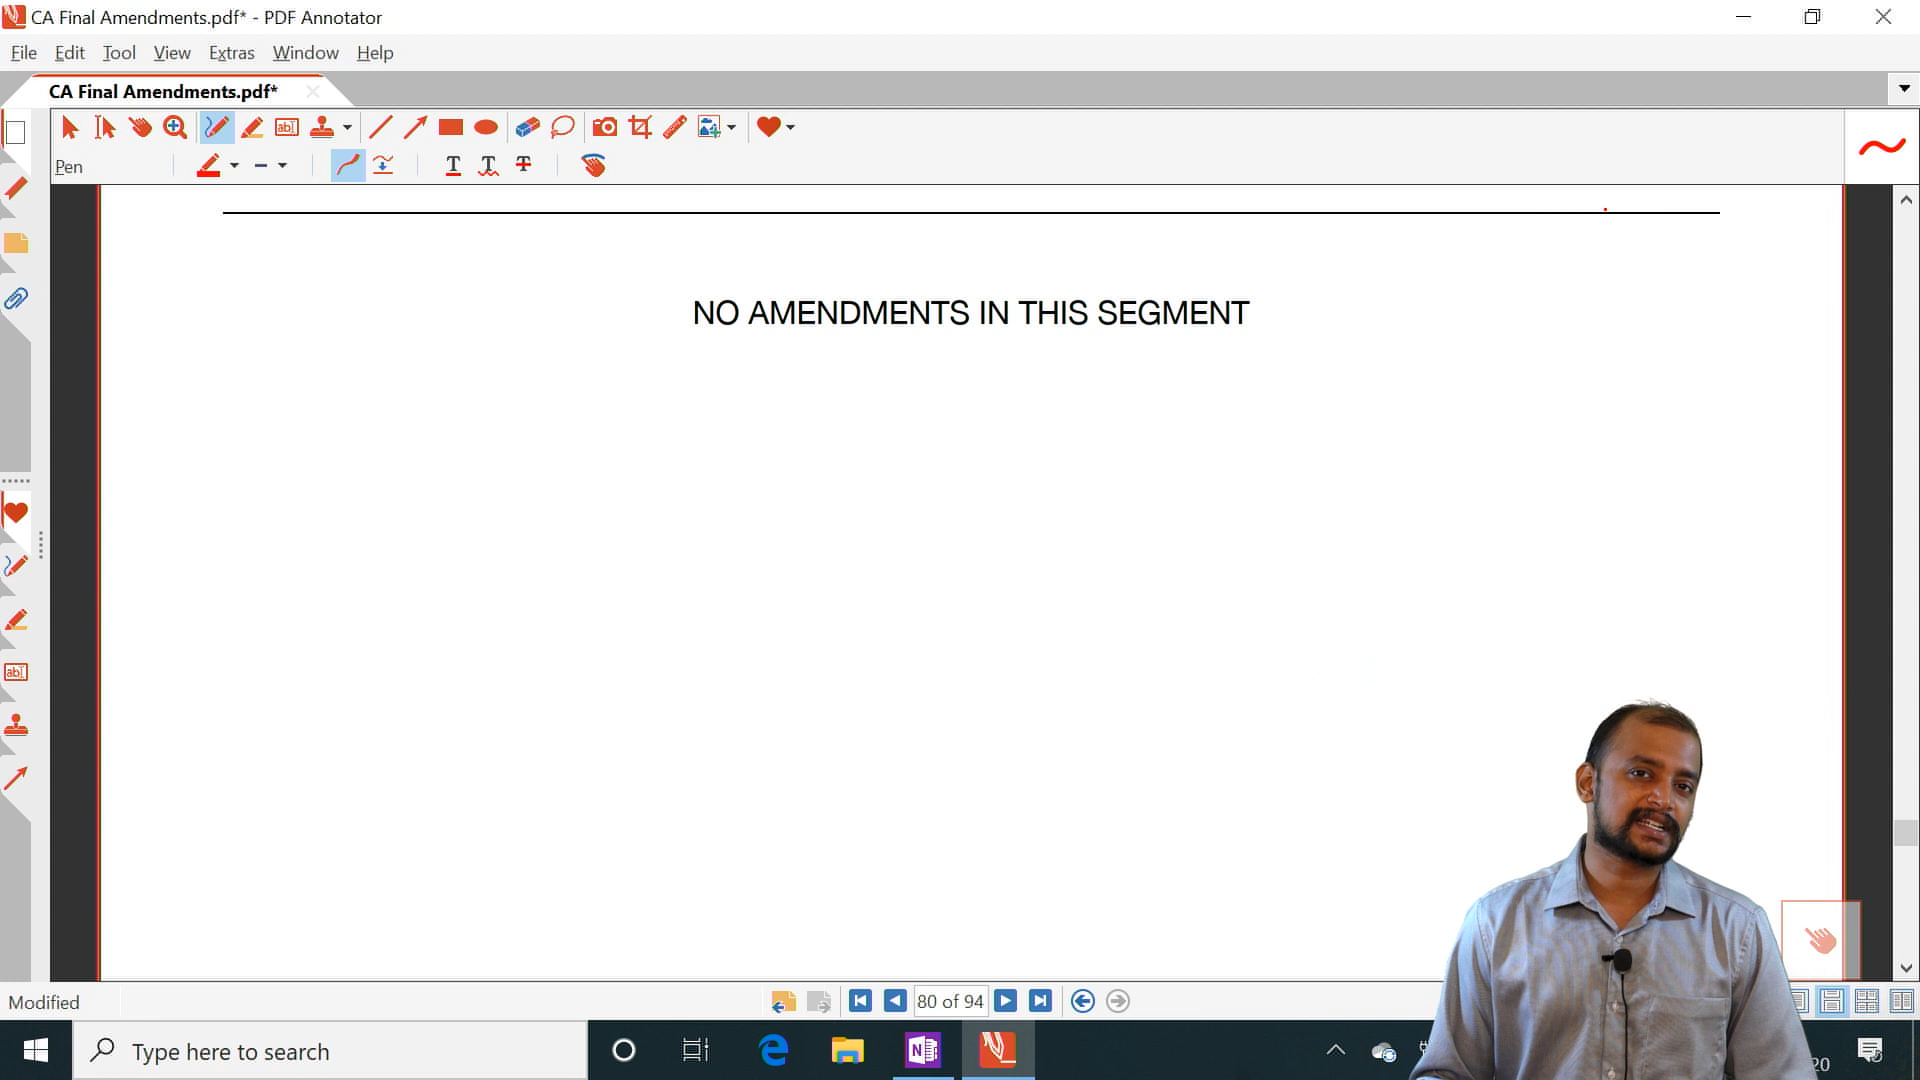 CA Final Amendments.pdf* - PDF Annotator
File Edit Tool View Extras Window Help
CA Final Amendments.pdf*
Pen
NO AMENDMENTS IN THIS SEGMENT
Modified
80 of 94
Type here to search
20